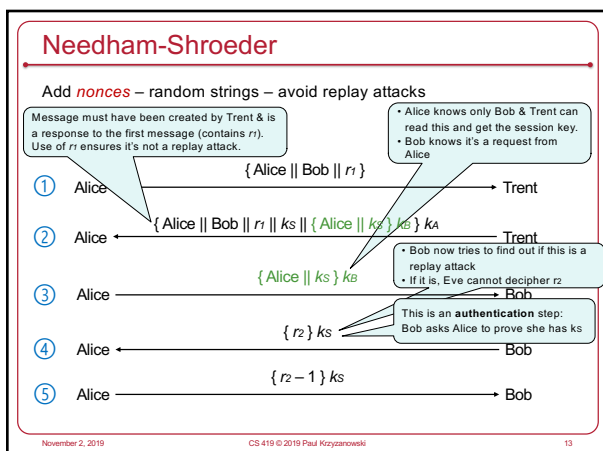 Needham-Shroeder
Add nonces – random strings – avoid replay attacks
Message must have been created by Trent & is
a response to the first message (contains r1).
Use of r1 ensures it's not a replay attack.
• Alice knows only Bob & Trent can
read this and get the session key.
• Bob knows it's a request from
Alice
{ Alice || Bob || r1 }
1 Alice Trent
{ Alice || Bob || r1 || kS || { Alice || kS } kB } kA
2 Alice Trent
• Bob now tries to find out if this is a
replay attack
• If it is, Eve cannot decipher r2
{ Alice || kS } kB
3 Alice Bob
This is an authentication step:
Bob asks Alice to prove she has kS
{ r2 } kS
4 Alice Bob
{ r2 – 1 } kS
5 Alice Bob
November 2, 2019 CS 419 © 2019 Paul Krzyzanowski 13